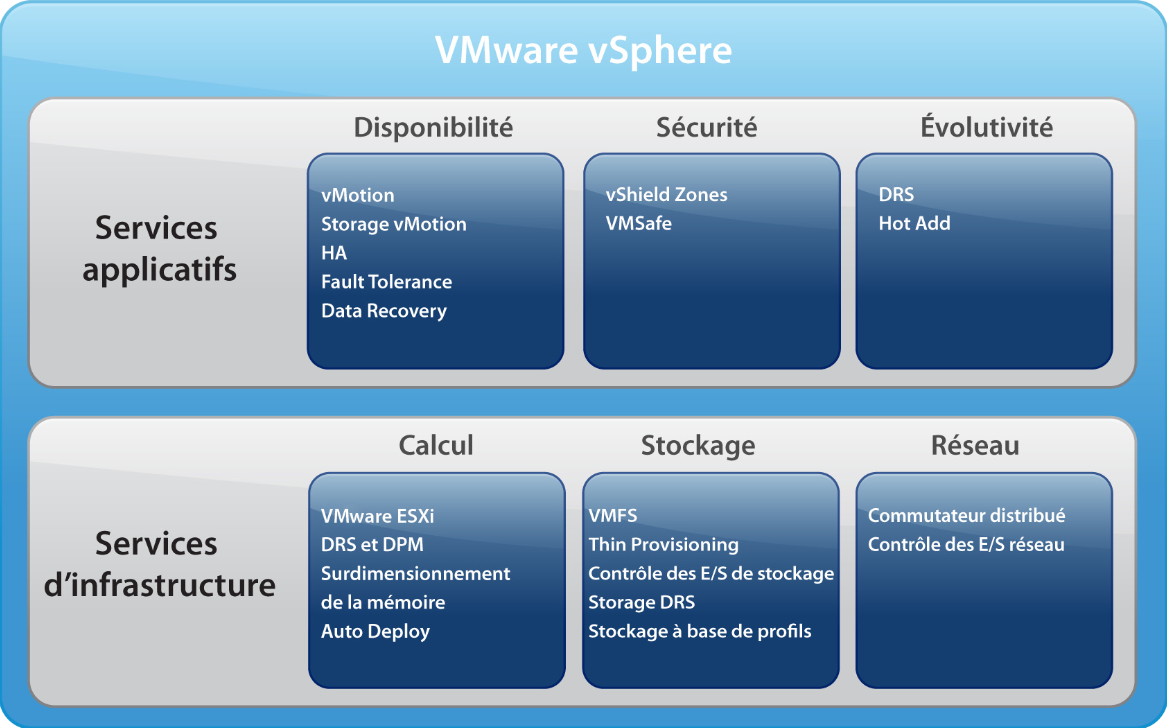 VMware vSphere
Services
applicatifs
Disponibilité
vMotion
Storage vMotion
HA
Fault Tolerance
Data Recovery
Sécurité
vShield Zones
VMSafe
Évolutivité
DRS
Hot Add
Services
d’infrastructure
Calcul
VMware ESXi
DRS et DPM
Surdimensionnement
de la mémoire
Auto Deploy
Stockage
VMFS
Thin Provisioning
Contrôle des E/S de stockage
Storage DRS
Stockage à base de profils
Réseau
Commutateur distribué
Contrôle des E/S réseau